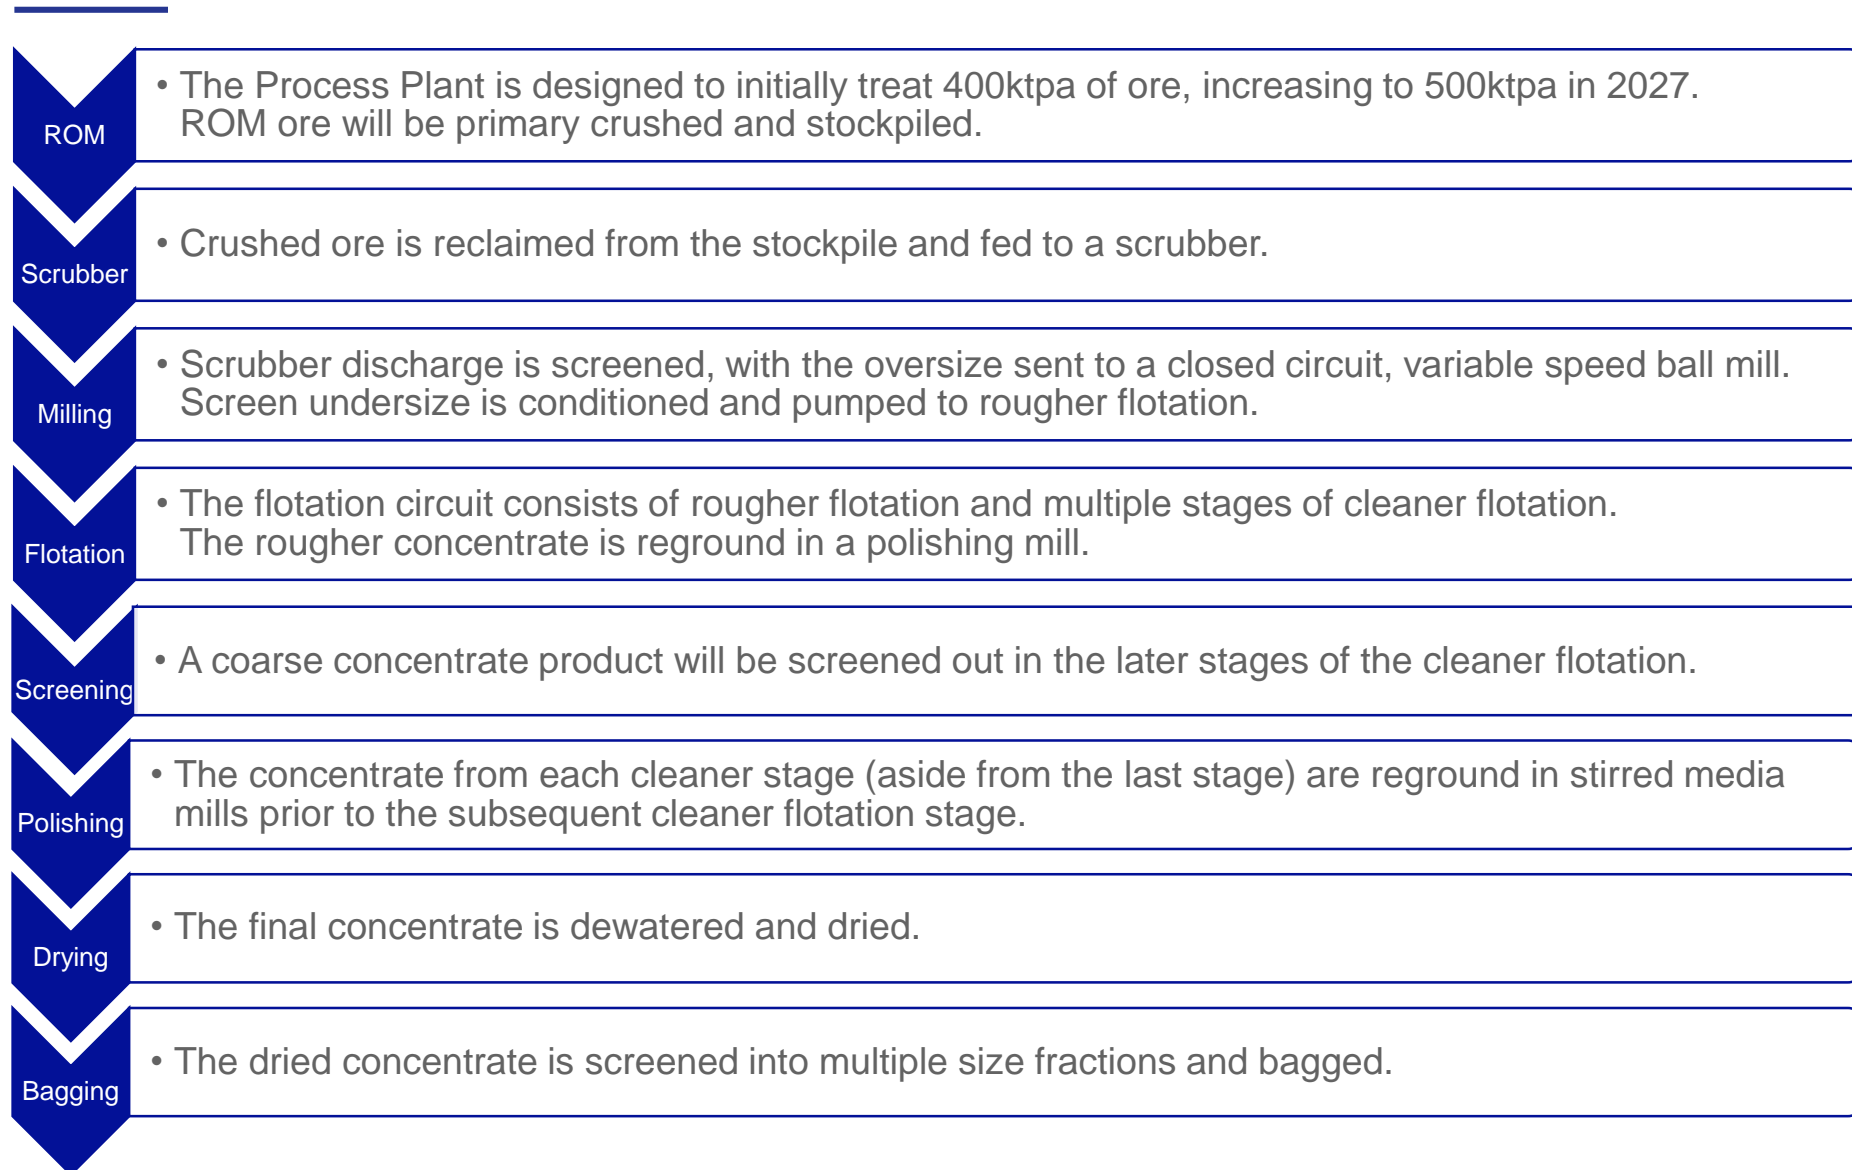 ROM
• The Process Plant is designed to initially treat 400ktpa of ore, increasing to 500ktpa in 2027.
ROM ore will be primary crushed and stockpiled.
Scrubber
• Crushed ore is reclaimed from the stockpile and fed to a scrubber.
Milling
• Scrubber discharge is screened, with the oversize sent to a closed circuit, variable speed ball mill.
Screen undersize is conditioned and pumped to rougher flotation.
Flotation
• The flotation circuit consists of rougher flotation and multiple stages of cleaner flotation.
The rougher concentrate is reground in a polishing mill.
Screening
• A coarse concentrate product will be screened out in the later stages of the cleaner flotation.
Polishing
• The concentrate from each cleaner stage (aside from the last stage) are reground in stirred media
mills prior to the subsequent cleaner flotation stage.
Drying
• The final concentrate is dewatered and dried.
Bagging
• The dried concentrate is screened into multiple size fractions and bagged.